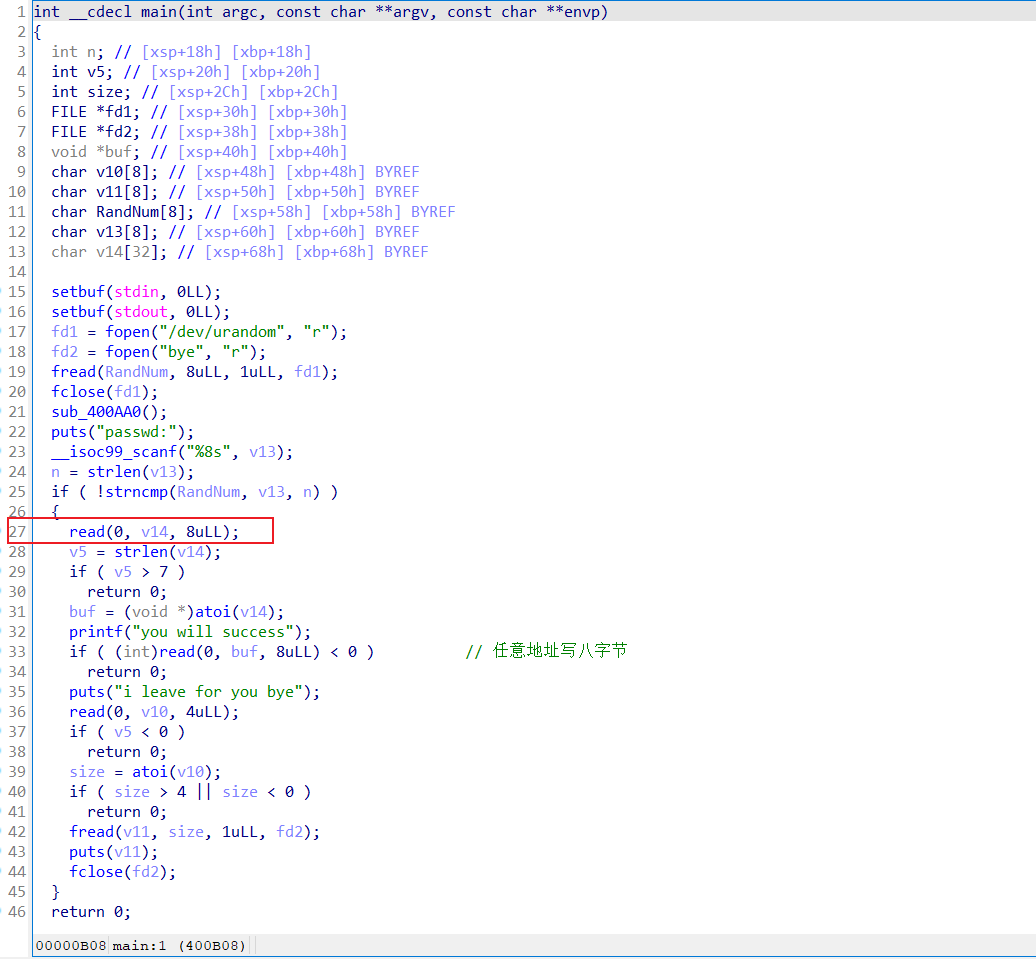 1 int __cdecl main(int argc, const char **argv, const char **envp)
2 {
3   int n; // [xsp+18h] [xbp+18h]
4   int v5; // [xsp+20h] [xbp+20h]
5   int size; // [xsp+2Ch] [xbp+2Ch]
6   FILE *fd1; // [xsp+30h] [xbp+30h]
7   FILE *fd2; // [xsp+38h] [xbp+38h]
8   void *buf; // [xsp+40h] [xbp+40h]
9   char v10[8]; // [xsp+48h] [xbp+48h] BYREF
10   char v11[8]; // [xsp+50h] [xbp+50h] BYREF
11   char RandNum[8]; // [xsp+58h] [xbp+58h] BYREF
12   char v13[8]; // [xsp+60h] [xbp+60h] BYREF
13   char v14[32]; // [xsp+68h] [xbp+68h] BYREF
14
15   setbuf(stdin, 0LL);
16   setbuf(stdout, 0LL);
17   fd1 = fopen("/dev/urandom", "r");
18   fd2 = fopen("bye", "r");
19   fread(RandNum, 8uLL, 1uLL, fd1);
20   fclose(fd1);
21   sub_400AA0();
22   puts("passwd:");
23   __isoc99_scanf("%8s", v13);
24   n = strlen(v13);
25   if ( !strncmp(RandNum, v13, n) )
26   {
27     read(0, v14, 8uLL);
28     v5 = strlen(v14);
29     if ( v5 > 7 )
30       return 0;
31     buf = (void *)atoi(v14);
32     printf("you will success");
33     if ( (int)read(0, buf, 8uLL) < 0 ) // 任意地址写八字节
34       return 0;
35     puts("i leave for you bye");
36     read(0, v10, 4uLL);
37     if ( v5 < 0 )
38       return 0;
39     size = atoi(v10);
40     if ( size > 4 || size < 0 )
41       return 0;
42     fread(v11, size, 1uLL, fd2);
43     puts(v11);
44     fclose(fd2);
45   }
46   return 0;
00000B08 main:1 (400B08)